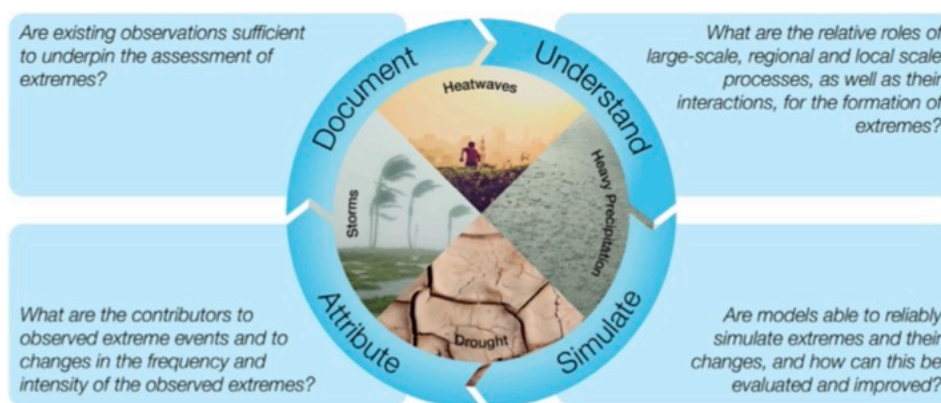 Are existing observations sufficient
to underpin the assessment of
extremes?
What are the relative roles of
large-scale, regional and local scale
processes, as well as their
interactions, for the formation of
extremes?
Document
Understand
Heatwaves
Heavy Precipitation
Storms
Drought
Attribute
Simulate
What are the contributors to
observed extreme events and to
changes in the frequency and
intensity of the observed extremes?
Are models able to reliably
simulate extremes and their
changes, and how can this be
evaluated and improved?